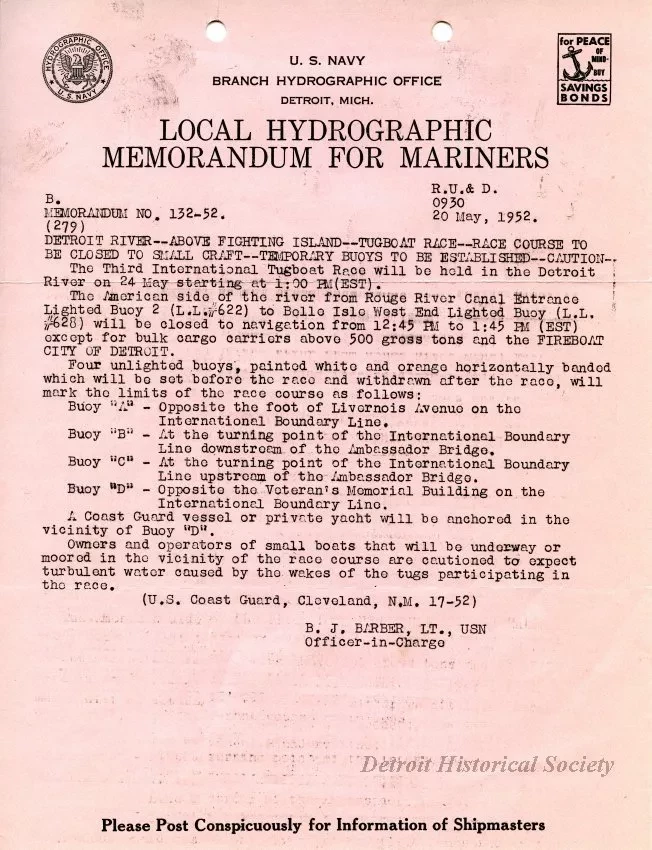 HYDROGRAPHIC OFFICE
U. S. NAVY
for PEACE
OF
MIND-
BUY
SAVINGS
BONDS
U. S. NAVY
BRANCH HYDROGRAPHIC OFFICE
DETROIT, MICH.
LOCAL HYDROGRAPHIC
MEMORANDUM FOR MARINERS
R.U.& D.
B. 0930
MEMORANDUM NO. 132-52. 20 May, 1952.
(279)
DETROIT RIVER--ABOVE FIGHTING ISLAND--TUGBOAT RACE--RACE COURSE TO
BE CLOSED TO SMALL CRAFT--TEMPORARY BUOYS TO BE ESTABLISHED--CAUTION--
The Third International Tugboat Race will be held in the Detroit
River on 24 May starting at 1:00 PM(EST).
The American side of the river from Rouge River Canal Entrance
Lighted Buoy 2 (L.L.#622) to Belle Isle West End Lighted Buoy (L.L.
#628) will be closed to navigation from 12:45 PM to 1:45 PM (EST)
except for bulk cargo carriers above 500 gross tons and the FIREBOAT
CITY OF DETROIT.
Four unlighted buoys, painted white and orange horizontally banded
which will be set before the race and withdrawn after the race, will
mark the limits of the race course as follows:
Buoy "A" - Opposite the foot of Livernois Avenue on the
International Boundary Line.
Buoy "B" - At the turning point of the International Boundary
Line downstream of the Ambassador Bridge.
Buoy "C" - At the turning point of the International Boundary
Line upstream of the Ambassador Bridge.
Buoy "D" - Opposite the Veteran's Memorial Building on the
International Boundary Line.
A Coast Guard vessel or private yacht will be anchored in the
vicinity of Buoy "D".
Owners and operators of small boats that will be underway or
moored in the vicinity of the race course are cautioned to expect
turbulent water caused by the wakes of the tugs participating in
the race.
(U.S. Coast Guard, Cleveland, N.M. 17-52)
B. J. BARBER, LT., USN
Officer-in-Charge
Detroit Historical Society
Please Post Conspicuously for Information of Shipmasters